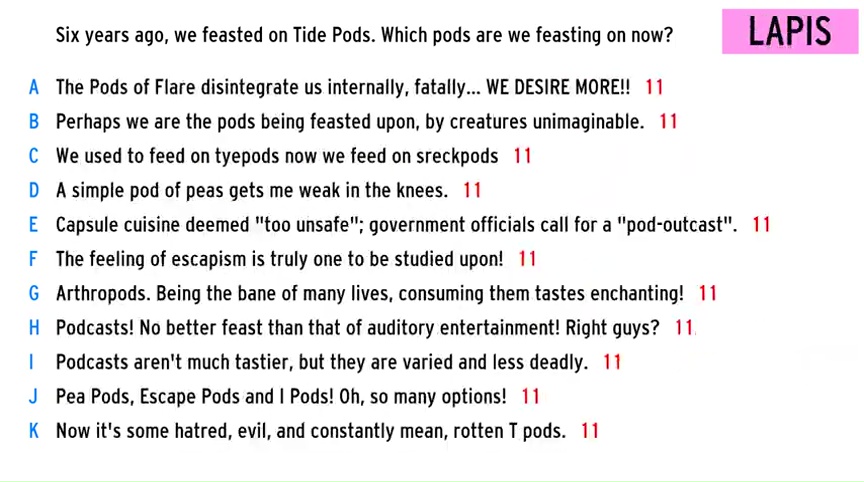 Six years ago, we feasted on Tide Pods. Which pods are we feasting on now?
LAPIS
A The Pods of Flare disintegrate us internally, fatally... WE DESIRE MORE!! 11
B Perhaps we are the pods being feasted upon, by creatures unimaginable. 11
C We used to feed on tyepods now we feed on sreckpods 11
D A simple pod of peas gets me weak in the knees. 11
E Capsule cuisine deemed "too unsafe"; government officials call for a "pod-outcast". 11
F The feeling of escapism is truly one to be studied upon! 11
G Arthropods. Being the bane of many lives, consuming them tastes enchanting! 11
H Podcasts! No better feast than that of auditory entertainment! Right guys? 11
I Podcasts aren't much tastier, but they are varied and less deadly. 11
J Pea Pods, Escape Pods and I Pods! Oh, so many options! 11
K Now it's some hatred, evil, and constantly mean, rotten T pods. 11